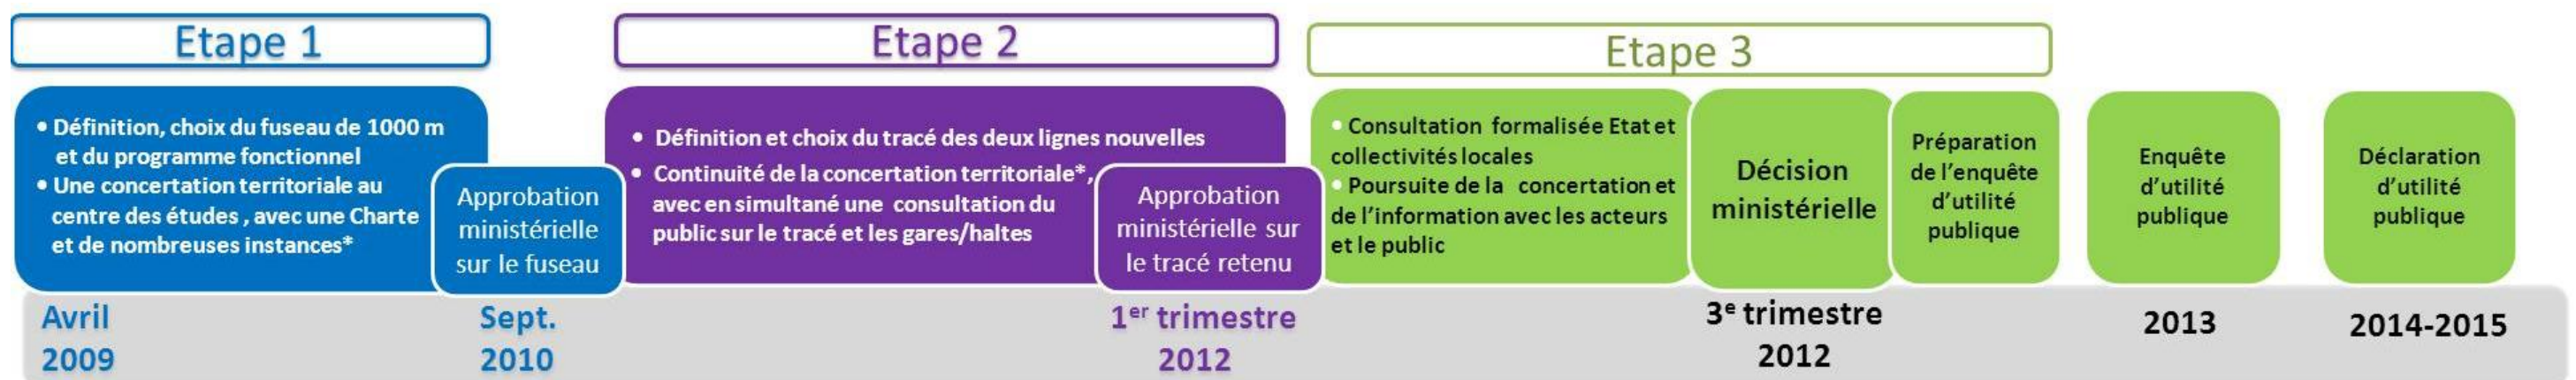 Etape 1
• Définition, choix du fuseau de 1000 m
et du programme fonctionnel
• Une concertation territoriale au
centre des études , avec une Charte
et de nombreuses instances*
Approbation
ministérielle
sur le fuseau
Etape 2
• Définition et choix du tracé des deux lignes nouvelles
• Continuité de la concertation territoriale*,
avec en simultané une consultation du
public sur le tracé et les gares/haltes
Approbation
ministérielle sur
le tracé retenu
Etape 3
• Consultation formalisée Etat et
collectivités locales
• Poursuite de la concertation et
de l'information avec les acteurs
et le public
Décision
ministérielle
Préparation
de l'enquête
d'utilité
publique
Enquête
d'utilité
publique
Déclaration
d'utilité
publique
Avril
2009
Sept.
2010
1er trimestre
2012
3e trimestre
2012
2013
2014-2015